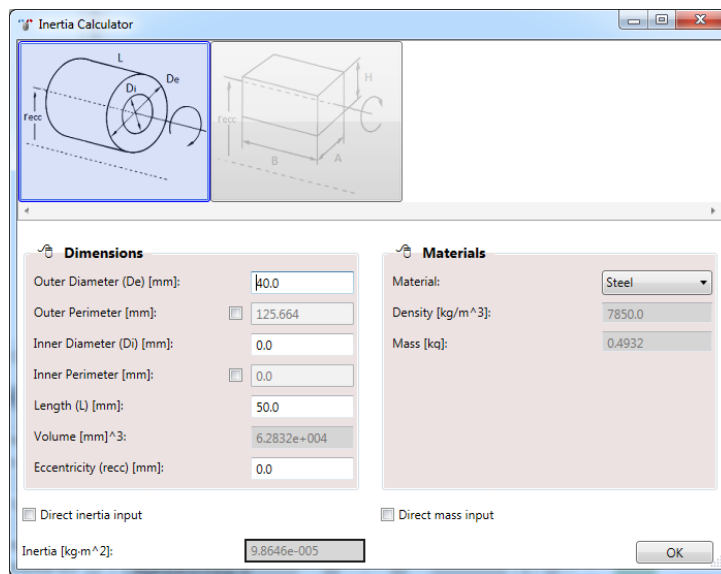 Inertia Calculator
L
De
Di
recc
H
recc
B
A
Dimensions
Outer Diameter (De) [mm]: 40.0
Outer Perimeter [mm]: 125.664
Inner Diameter (Di) [mm]: 0.0
Inner Perimeter [mm]: 0.0
Length (L) [mm]: 50.0
Volume [mm]^3: 6.2832e+004
Eccentricity (recc) [mm]: 0.0
Materials
Material: Steel
Density [kg/m^3]: 7850.0
Mass [kg]: 0.4932
Direct inertia input
Direct mass input
Inertia [kg·m^2]: 9.8646e-005
OK